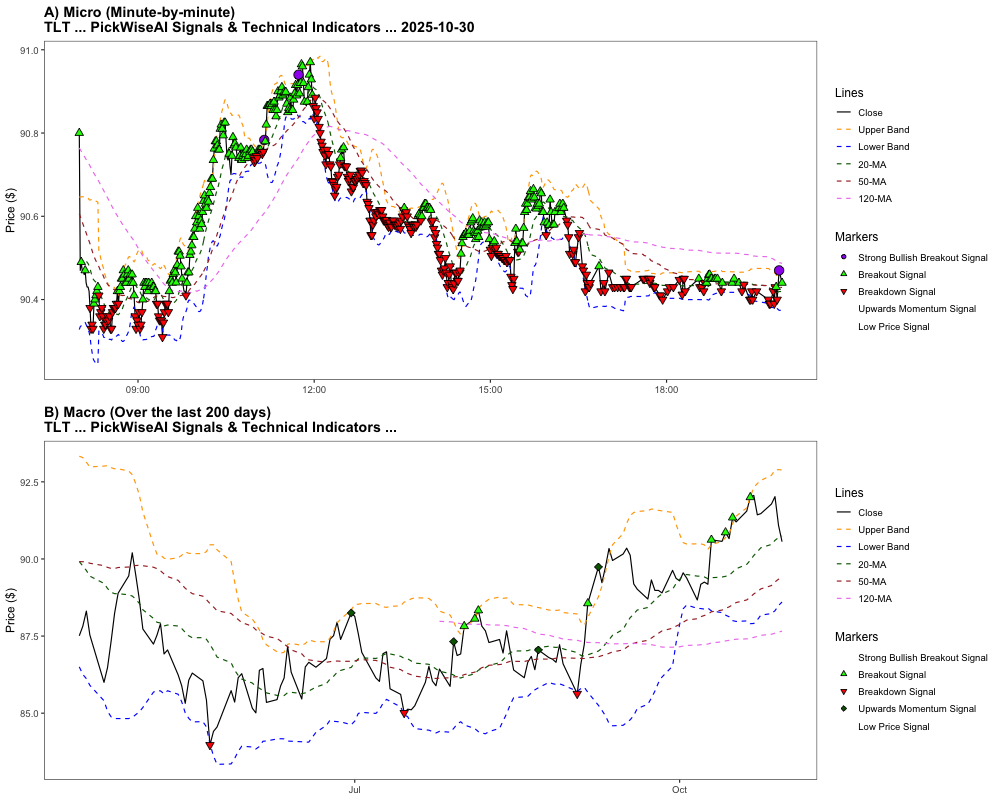 A) Micro (Minute-by-minute)
TLT ... PickWiseAI Signals & Technical Indicators ... 2025-10-30
Price ($)
91.0
90.8
90.6
90.4
09:00
12:00
15:00
18:00
Lines
Close
Upper Band
Lower Band
20-MA
50-MA
120-MA
Markers
Strong Bullish Breakout Signal
Breakout Signal
Breakdown Signal
Upwards Momentum Signal
Low Price Signal
B) Macro (Over the last 200 days)
TLT ... PickWiseAI Signals & Technical Indicators ...
Price ($)
92.5
90.0
87.5
85.0
Jul
Oct
Lines
Close
Upper Band
Lower Band
20-MA
50-MA
120-MA
Markers
Strong Bullish Breakout Signal
Breakout Signal
Breakdown Signal
Upwards Momentum Signal
Low Price Signal